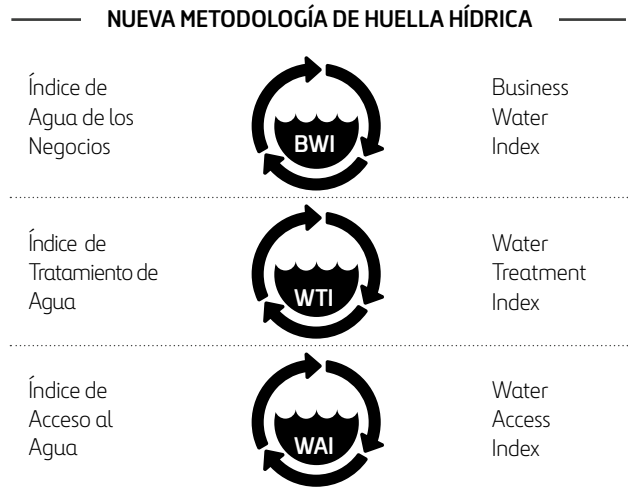 NUEVA METODOLOGÍA DE HUELLA HÍDRICA
Índice de
Agua de los
Negocios
BWI
Business
Water
Index
Índice de
Tratamiento de
Agua
WTI
Water
Treatment
Index
Índice de
Acceso al
Agua
WAI
Water
Access
Index